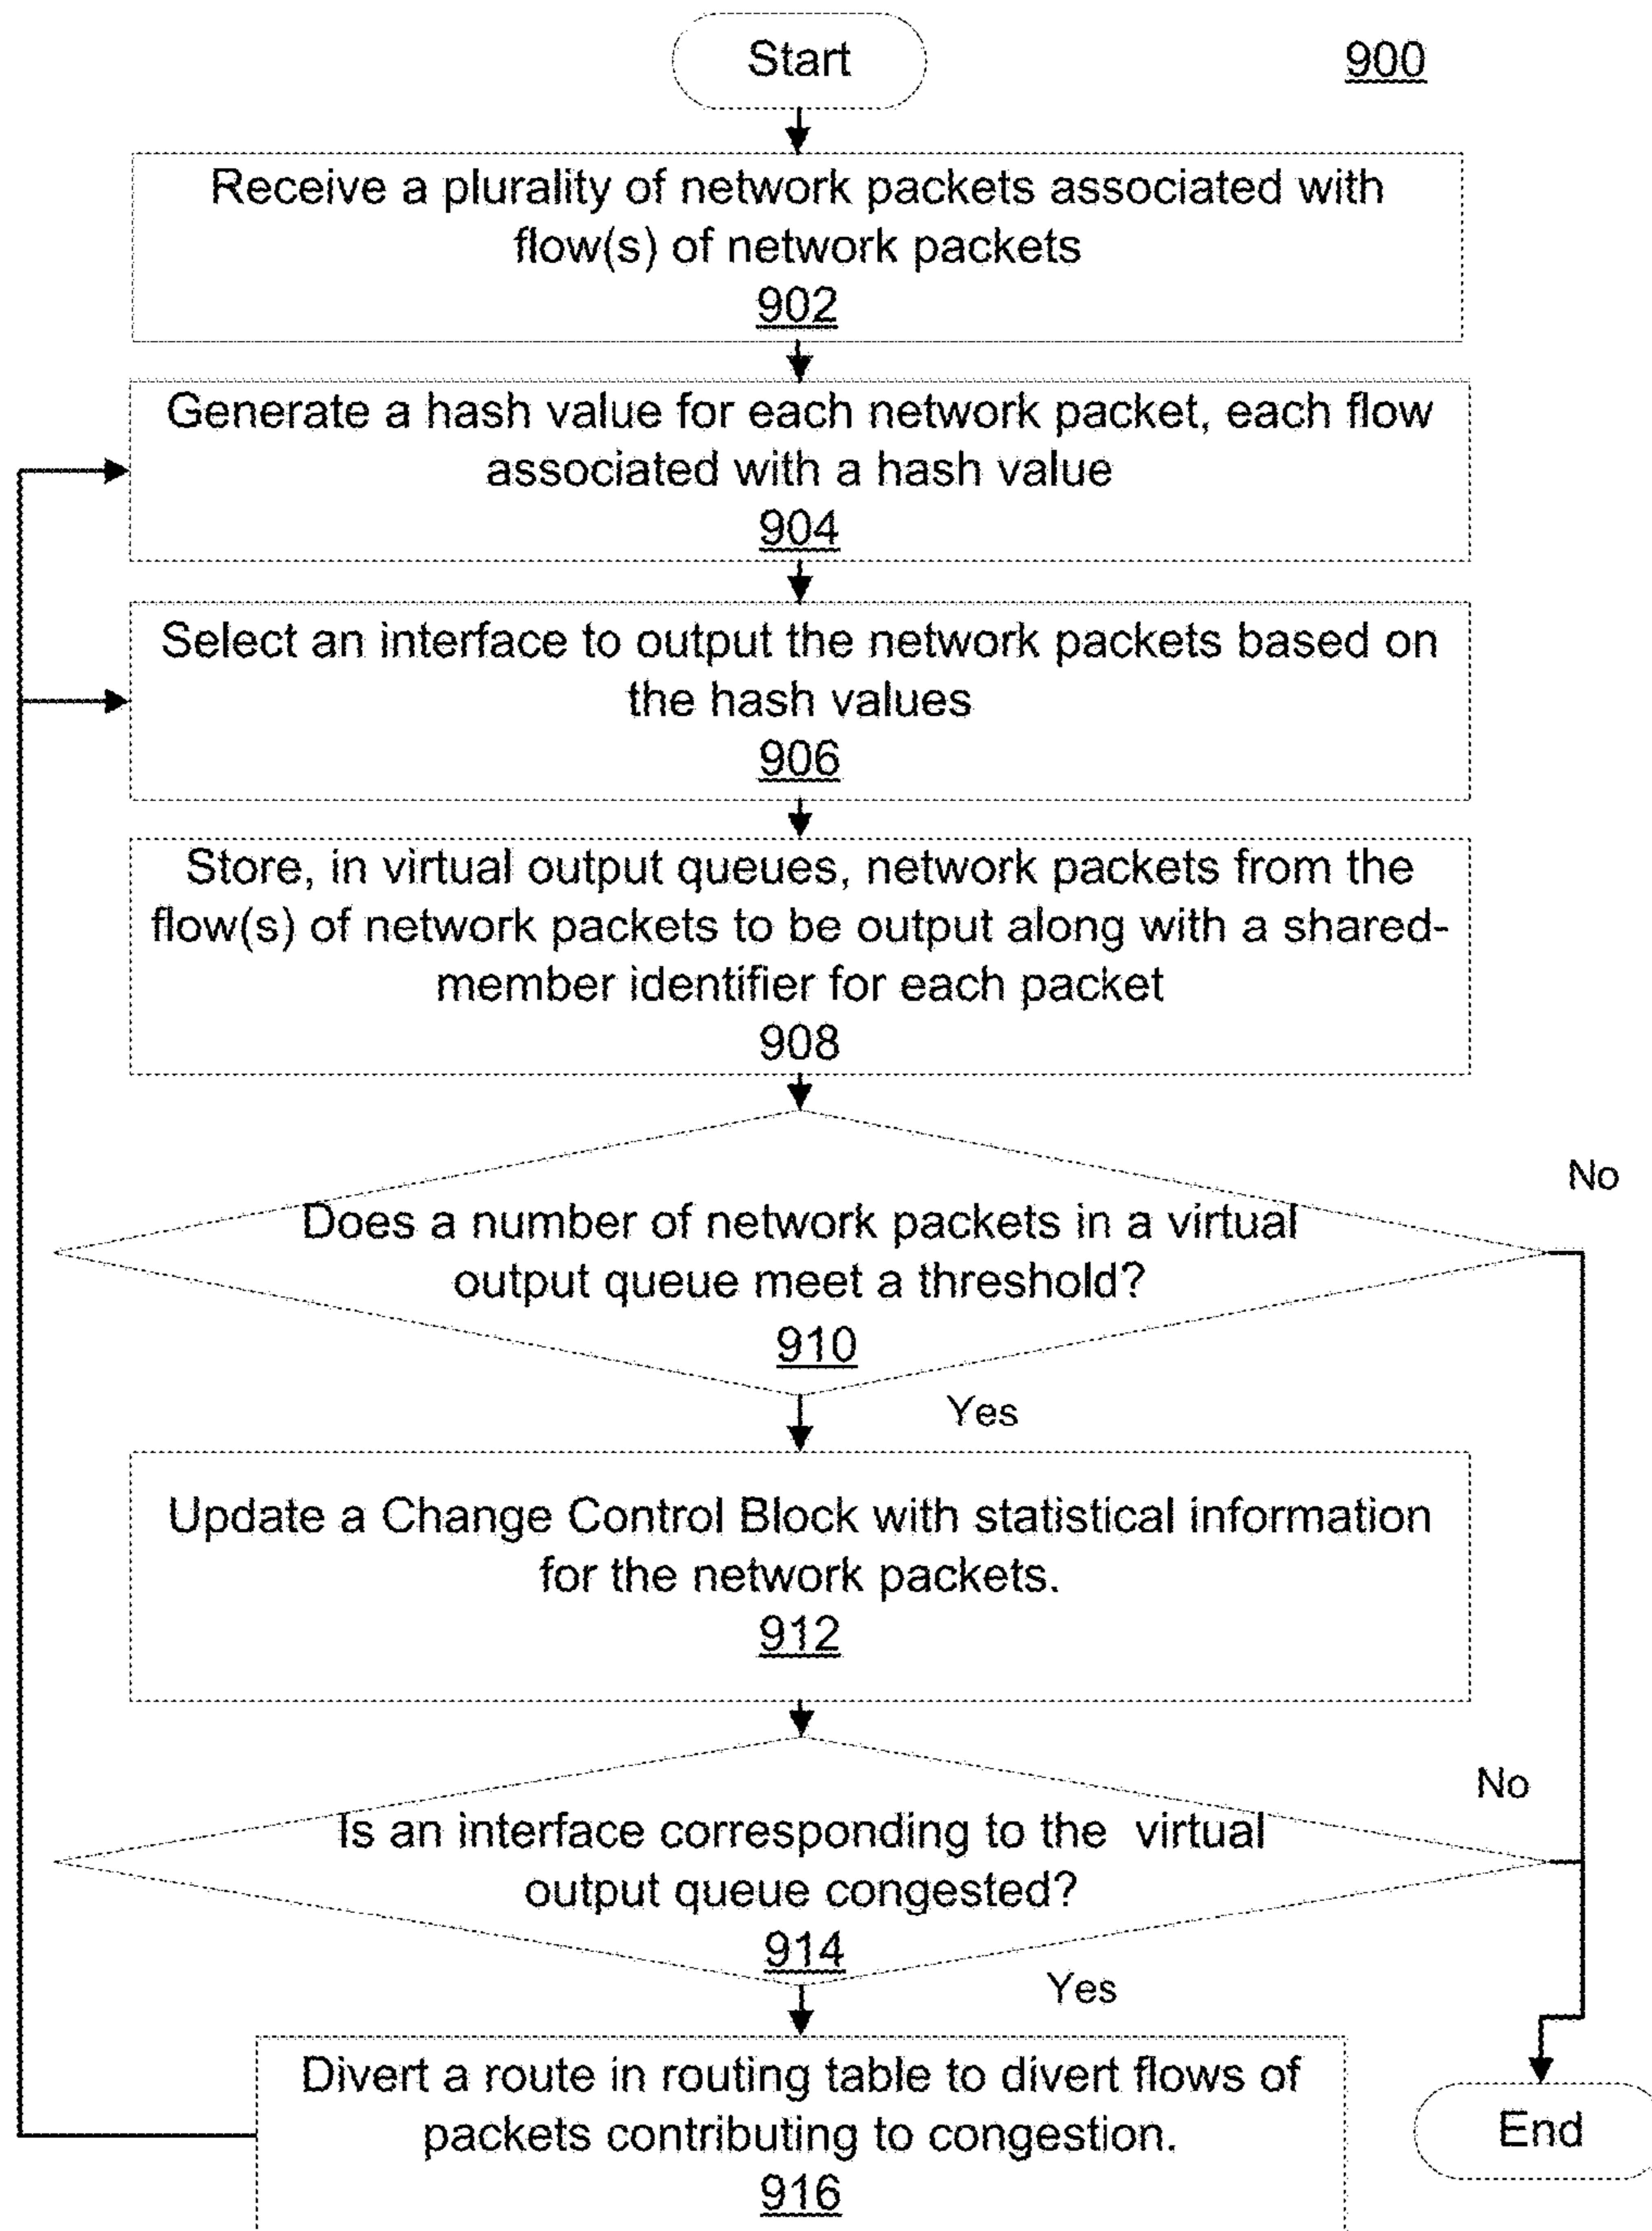 Start
900
Receive a plurality of network packets associated with
flow(s) of network packets
902
Generate a hash value for each network packet, each flow
associated with a hash value
904
Select an interface to output the network packets based on
the hash values
906
Store, in virtual output queues, network packets from the
flow(s) of network packets to be output along with a shared-
member identifier for each packet
908
No
Does a number of network packets in a virtual
output queue meet a threshold?
910
Yes
Update a Change Control Block with statistical information
for the network packets.
912
No
Is an interface corresponding to the virtual
output queue congested?
914
Yes
Divert a route in routing table to divert flows of
packets contributing to congestion.
916
End